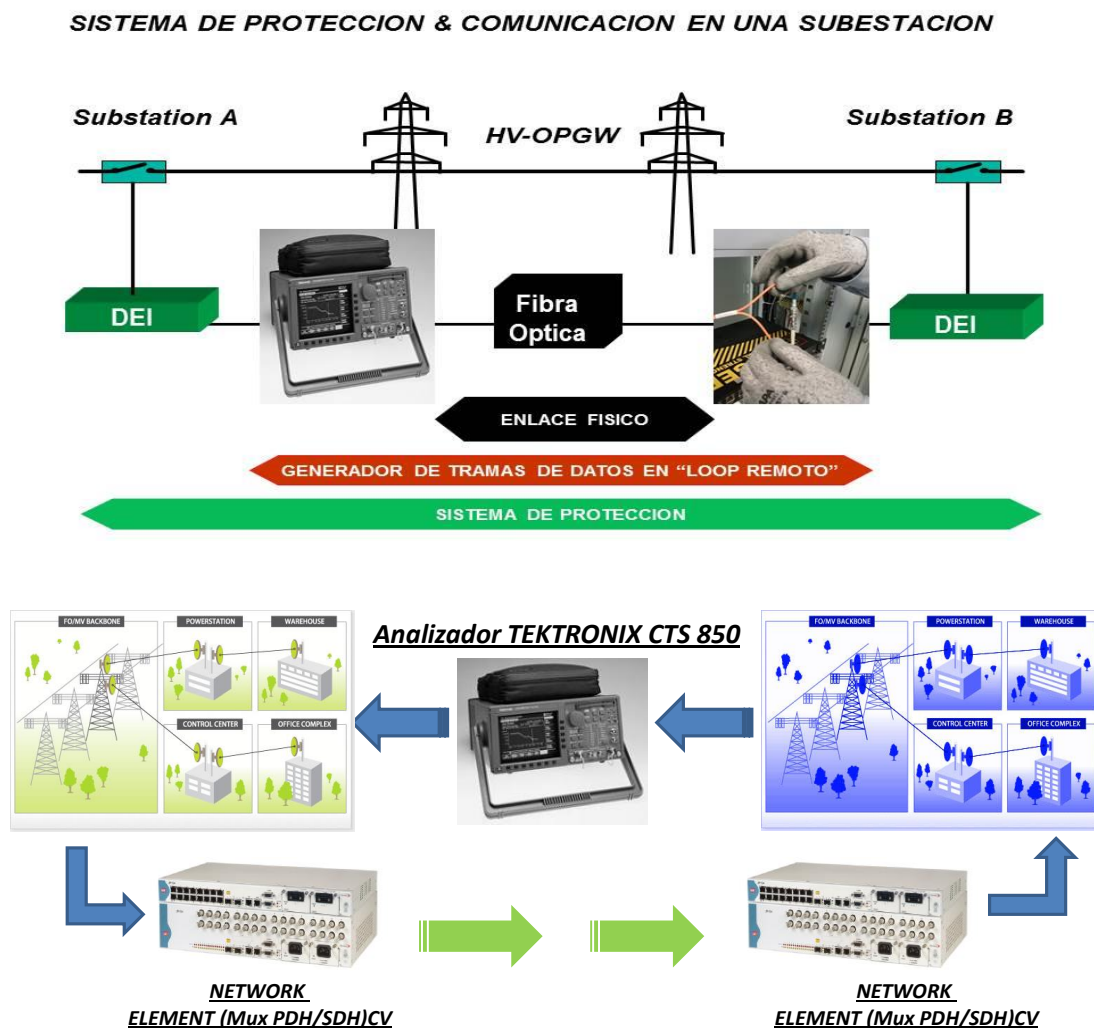 SISTEMA DE PROTECCION & COMUNICACION EN UNA SUBESTACION
Substation A
HV-OPGW
Substation B
DEI
Fibra
Optica
DEI
ENLACE FISICO
GENERADOR DE TRAMAS DE DATOS EN “LOOP REMOTO”
SISTEMA DE PROTECCION
Analizador TEKTRONIX CTS 850
FO/MV BACKBONE
POWERSTATION
WAREHOUSE
CONTROL CENTER
OFFICE COMPLEX
FO/MV BACKBONE
POWERSTATION
WAREHOUSE
CONTROL CENTER
OFFICE COMPLEX
NETWORK
ELEMENT (Mux PDH/SDH)CV
NETWORK
ELEMENT (Mux PDH/SDH)CV